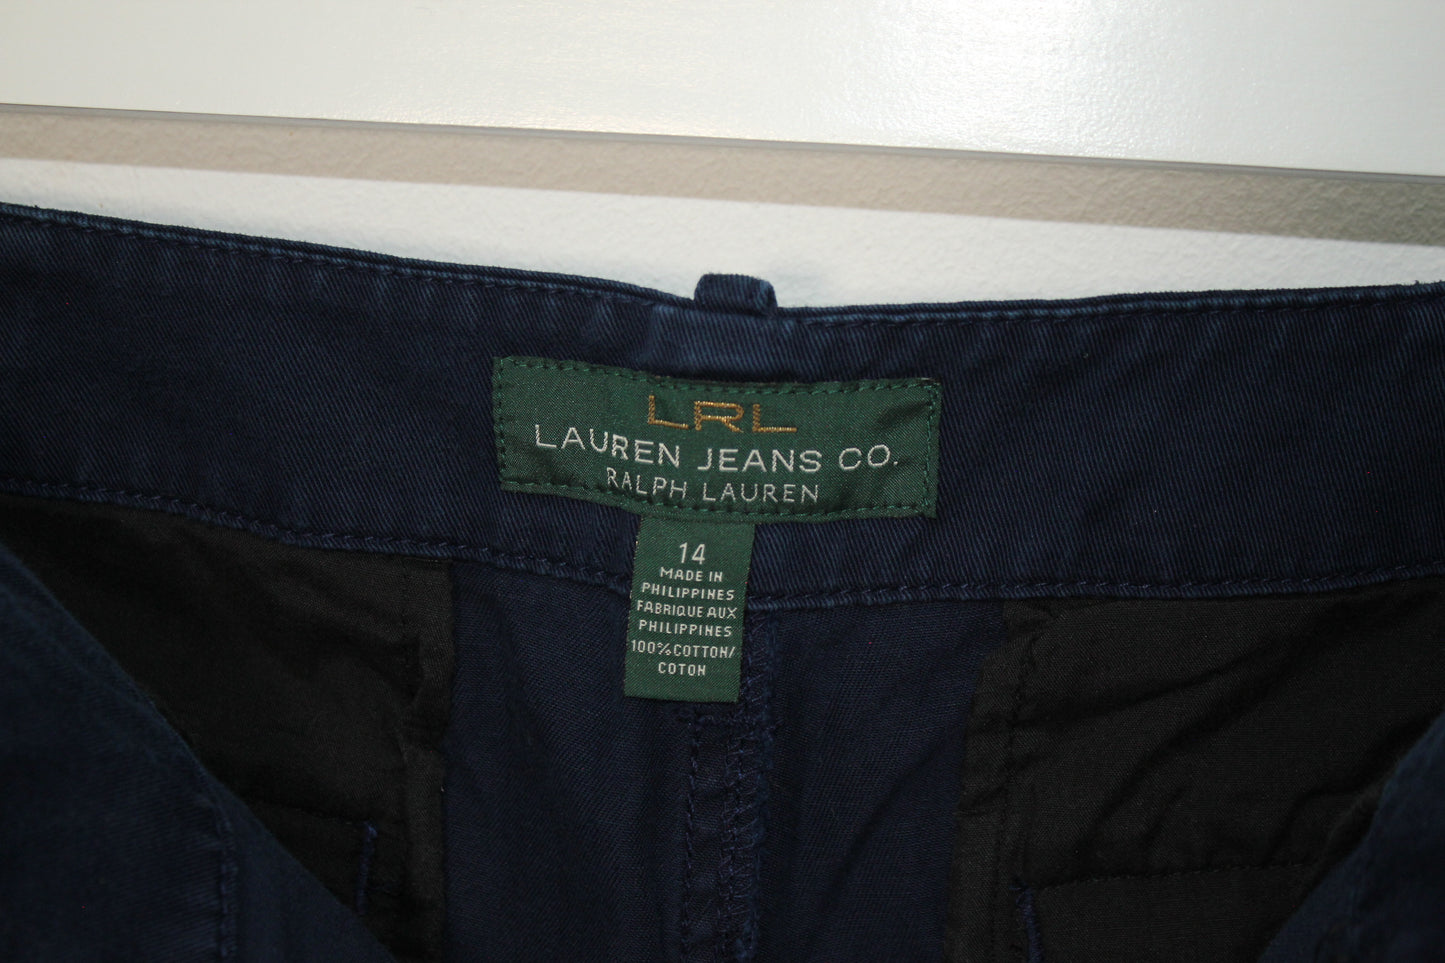 LRL
LAUREN JEANS CO.
RALPH LAUREN
14
MADE IN
PHILIPPINES
FABRIQUE AUX
PHILIPPINES
100% COTTON/
COTON